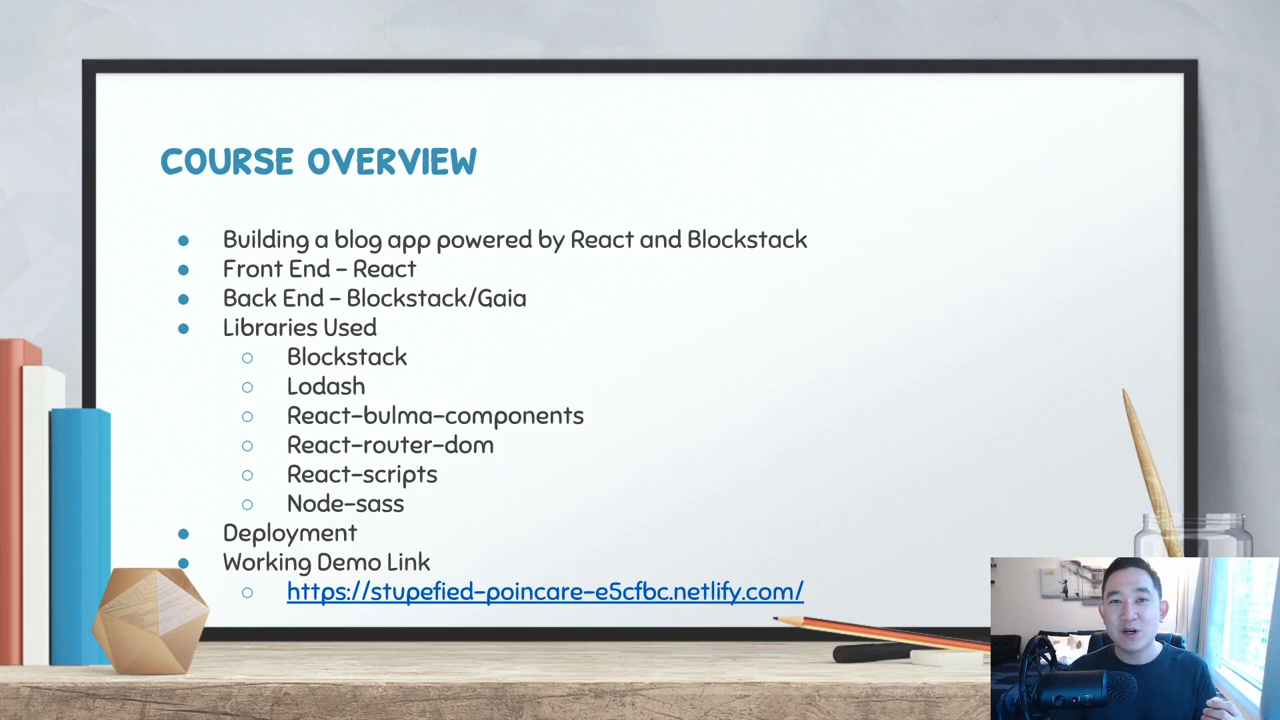 COURSE OVERVIEW
● Building a blog app powered by React and Blockstack
● Front End - React
● Back End - Blockstack/Gaia
● Libraries Used
○ Blockstack
○ Lodash
○ React-bulma-components
○ React-router-dom
○ React-scripts
○ Node-sass
● Deployment
● Working Demo Link
○ https://stupefied-poincare-e5cfbc.netlify.com/